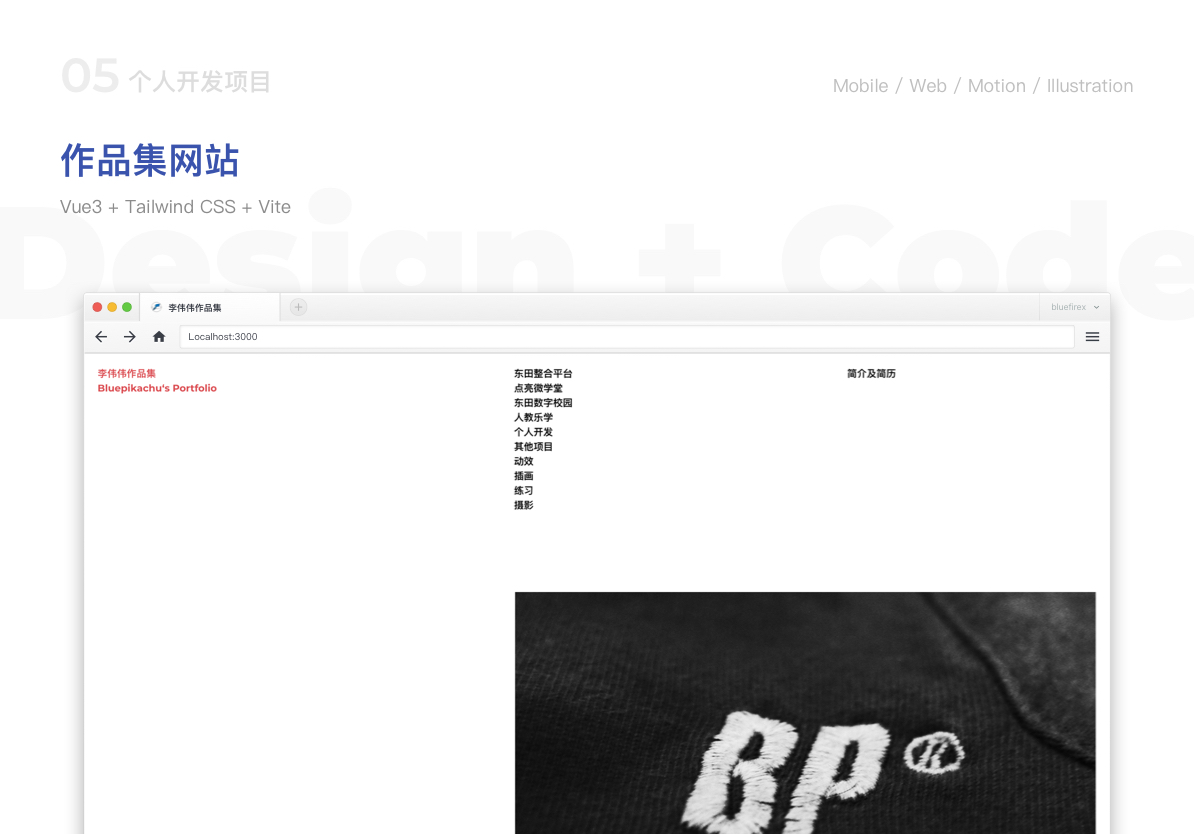 05 个人开发项目
Mobile / Web / Motion / Illustration
作品集网站
Vue3 + Tailwind CSS + Vite
Design + Code
李伟伟作品集
bluefirex
Localhost:3000
李伟伟作品集
Bluepikachu's Portfolio
东田整合平台
点亮微学堂
东田数字校园
人教乐学
个人开发
其他项目
动效
插画
练习
摄影
简介及简历
BP